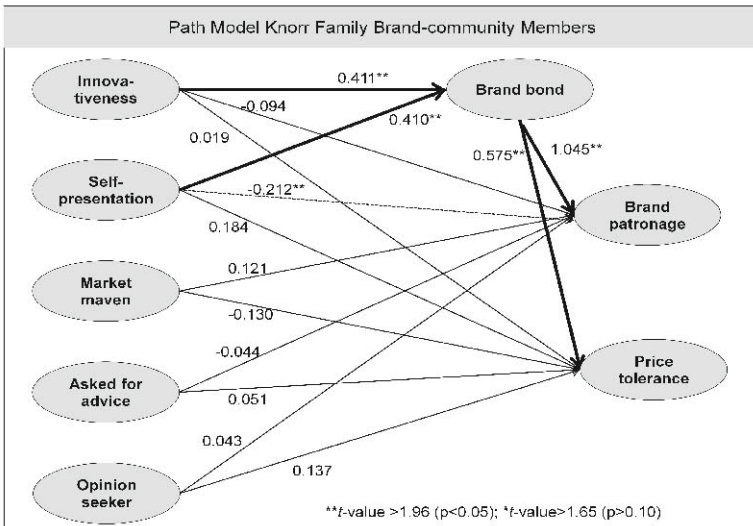 Path Model Knorr Family Brand-community Members
Innova-
tiveness
0.411**
Brand bond
-0.094
0.410**
0.019
0.575**
1.045**
Self-
presentation
-0.212**
Brand
patronage
0.184
Market
maven
0.121
-0.130
-0.044
Price
tolerance
Asked for
advice
0.051
0.043
0.137
Opinion
seeker
**t-value >1.96 (p<0.05); *t-value>1.65 (p>0.10)